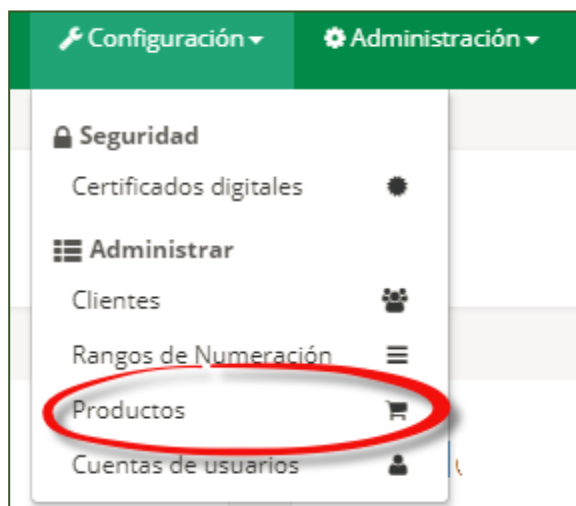 Configuración Administración
Seguridad
Certificados digitales
Administrar
Clientes
Rangos de Numeración
Productos
Cuentas de usuarios